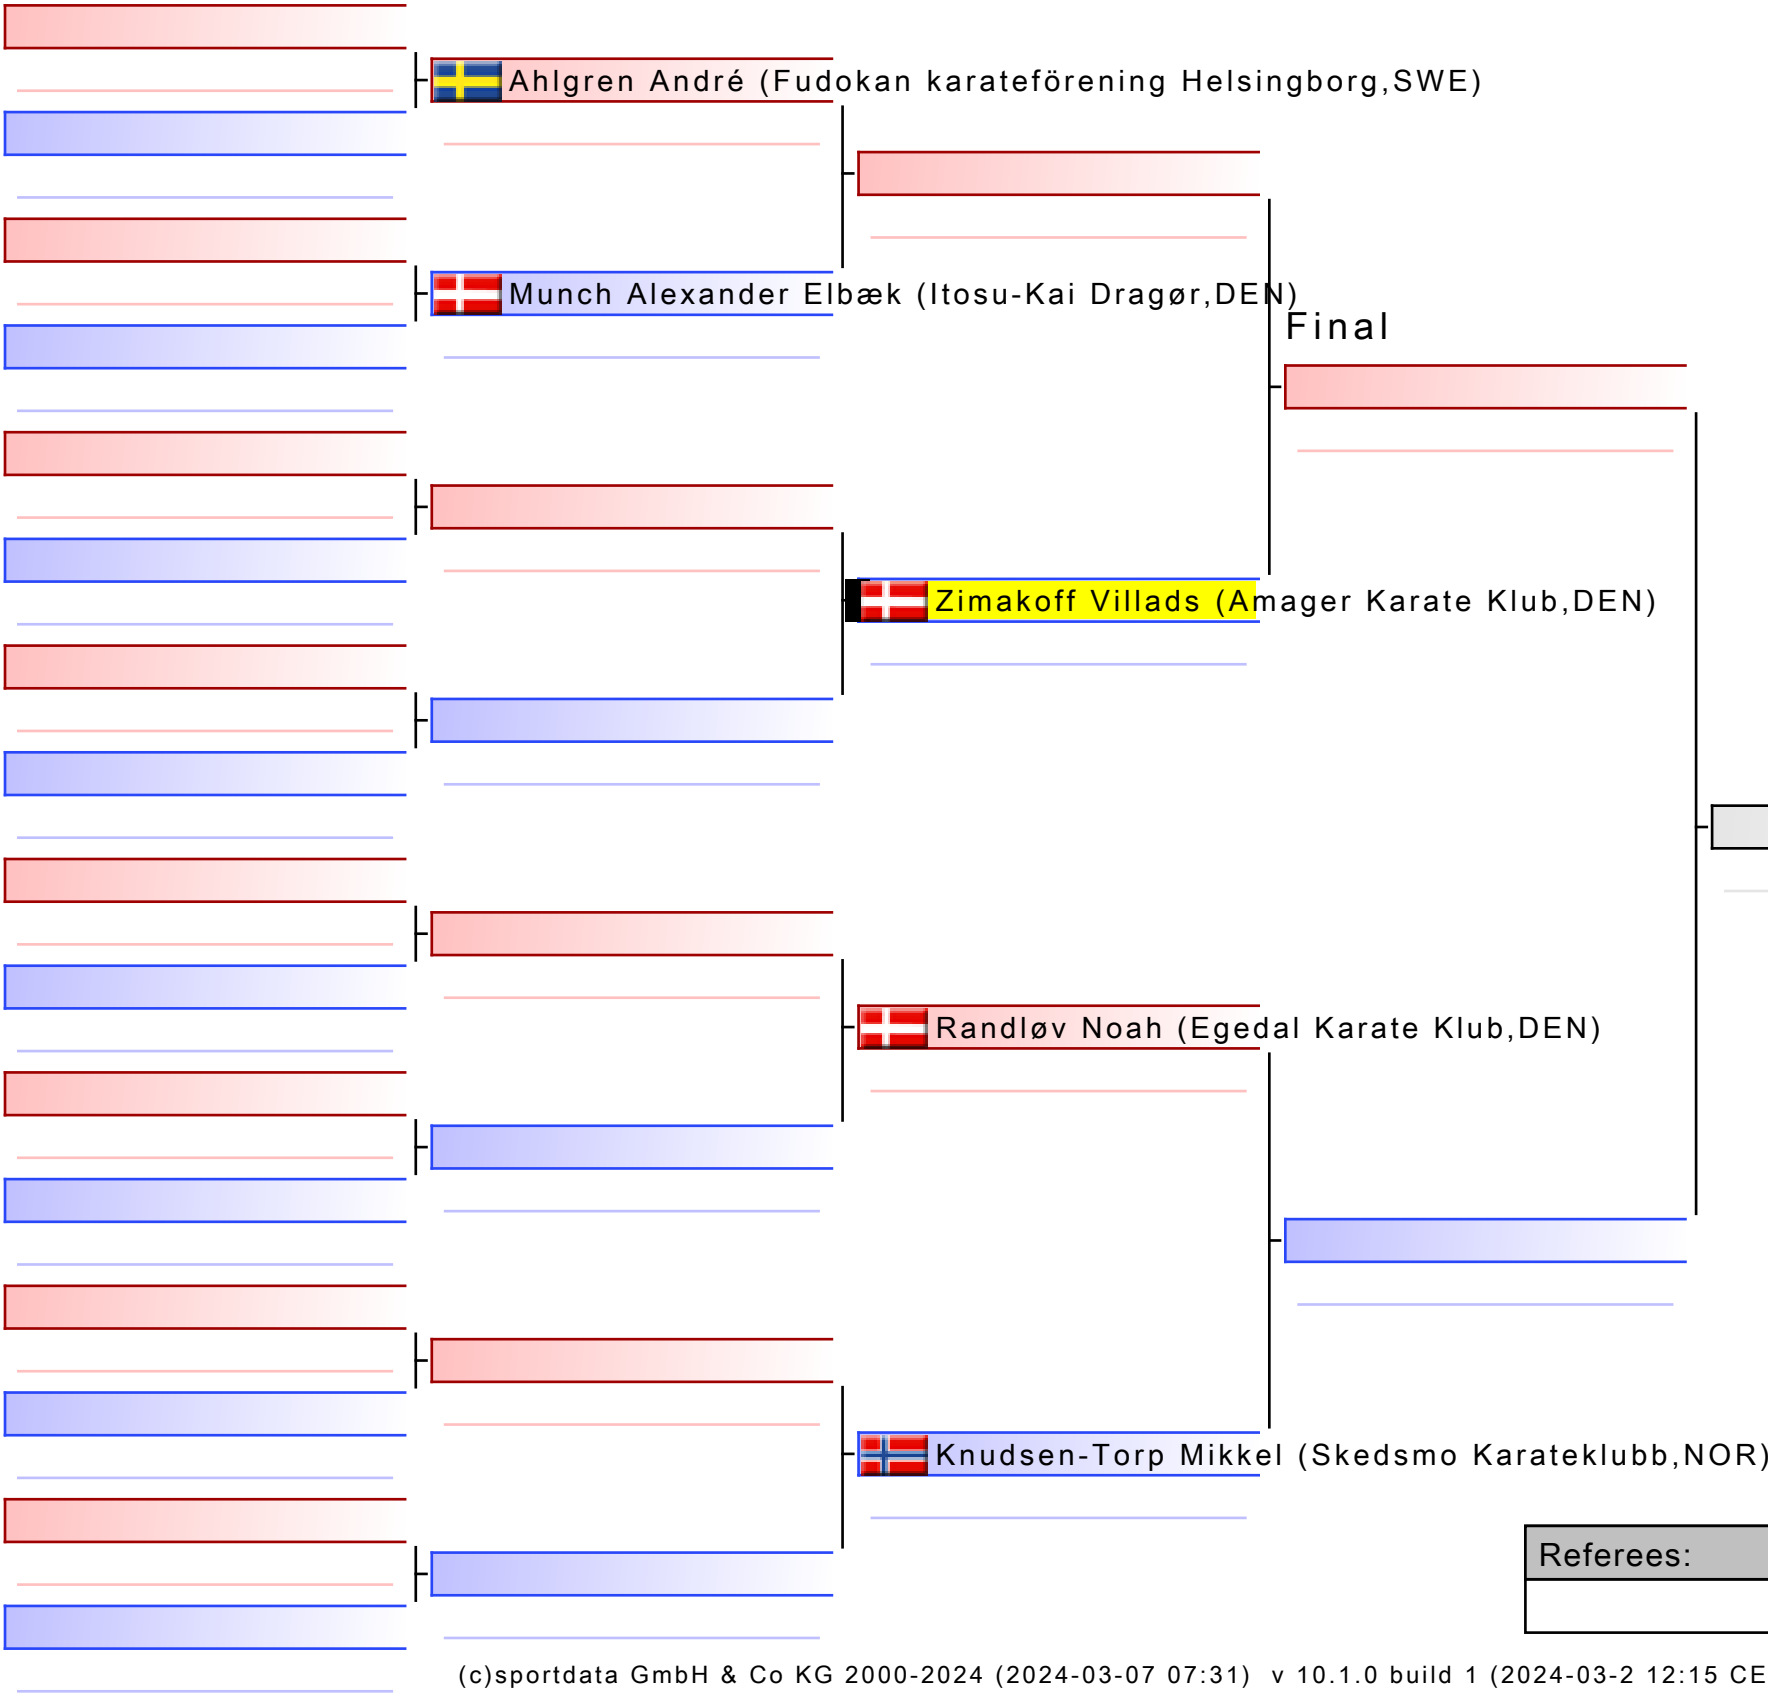 Ahlgren André (Fudokan karateförening Helsingborg,SWE)
Munch Alexander Elbæk (Itosu-Kai Dragør,DEN)
Final
Zimakoff Villads (Amager Karate Klub,DEN)
Randløv Noah (Egedal Karate Klub,DEN)
Knudsen-Torp Mikkel (Skedsmo Karateklubb,NOR)
Referees:
(c)sportdata GmbH & Co KG 2000-2024 (2024-03-07 07:31) v 10.1.0 build 1 (2024-03-2 12:15 CE